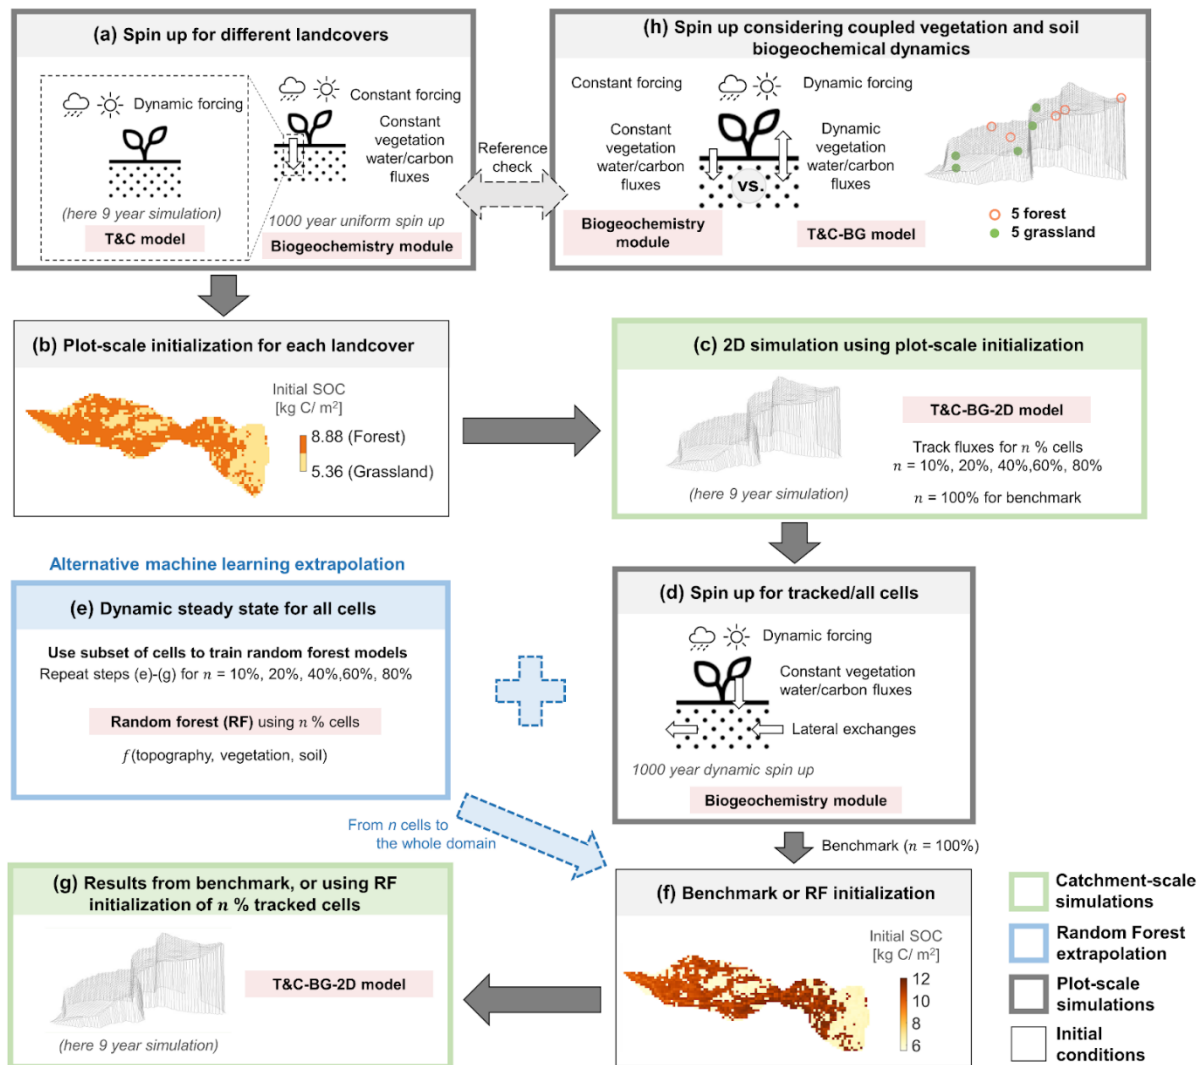 (a) Spin up for different landcovers
Dynamic forcing
(here 9 year simulation)
T&C model
Constant forcing
Constant
vegetation
water/carbon
fluxes
1000 year uniform spin up
Biogeochemistry module
Reference
check
(h) Spin up considering coupled vegetation and soil
biogeochemical dynamics
Constant forcing
Constant
vegetation
water/carbon
fluxes
Biogeochemistry
module
vs.
Dynamic forcing
Dynamic
vegetation
water/carbon
fluxes
T&C-BG model
5 forest
5 grassland
(b) Plot-scale initialization for each landcover
Initial SOC
[kg C/ m²]
8.88 (Forest)
5.36 (Grassland)
(c) 2D simulation using plot-scale initialization
(here 9 year simulation)
T&C-BG-2D model
Track fluxes for n % cells
n = 10%, 20%, 40%,60%, 80%
n = 100% for benchmark
(d) Spin up for tracked/all cells
Dynamic forcing
Constant vegetation
water/carbon fluxes
Lateral exchanges
1000 year dynamic spin up
Biogeochemistry module
Alternative machine learning extrapolation
(e) Dynamic steady state for all cells
Use subset of cells to train random forest models
Repeat steps (e)-(g) for n = 10%, 20%, 40%,60%, 80%
Random forest (RF) using n % cells
f(topography, vegetation, soil)
From n cells to
the whole domain
Benchmark (n = 100%)
(f) Benchmark or RF initialization
Initial SOC
[kg C/ m²]
12
10
8
6
(g) Results from benchmark, or using RF
initialization of n % tracked cells
T&C-BG-2D model
(here 9 year simulation)
Catchment-scale
simulations
Random Forest
extrapolation
Plot-scale
simulations
Initial
conditions